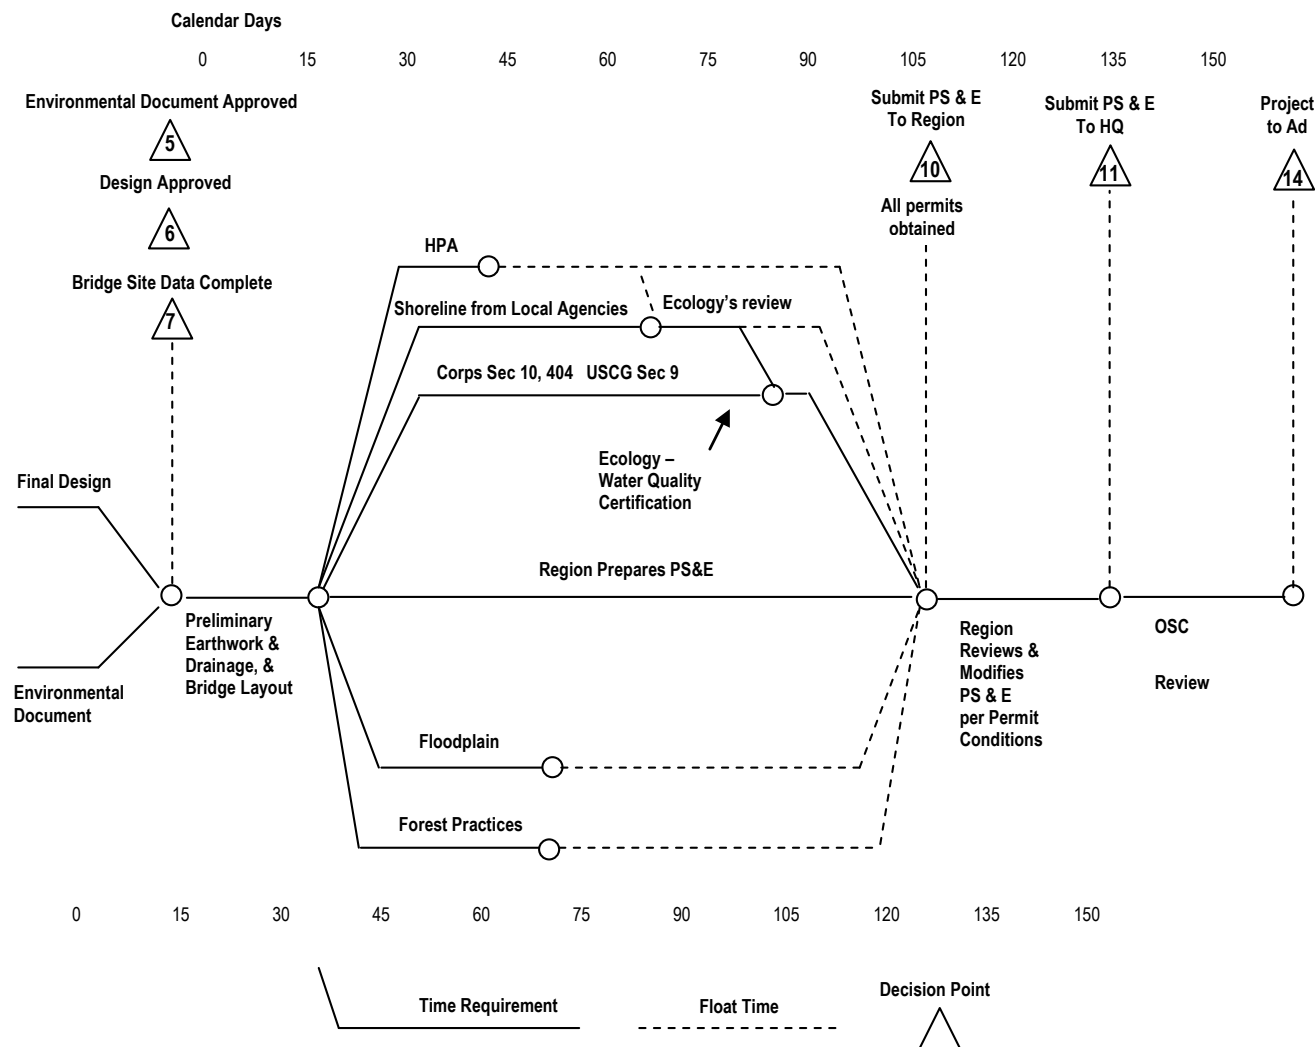 Calendar Days
0 15 30 45 60 75 90 105 120 135 150
Environmental Document Approved
5
Design Approved
6
Bridge Site Data Complete
7
Submit PS & E
To Region
10
All permits
obtained
Submit PS & E
To HQ
11
Project
to Ad
14
HPA
Shoreline from Local Agencies
Ecology's review
Corps Sec 10, 404 USCG Sec 9
Ecology –
Water Quality
Certification
Final Design
Region Prepares PS&E
Environmental
Document
Preliminary
Earthwork &
Drainage, &
Bridge Layout
Region
Reviews &
Modifies
PS & E
per Permit
Conditions
OSC
Review
Floodplain
Forest Practices
0 15 30 45 60 75 90 105 120 135 150
Time Requirement
Float Time
Decision Point